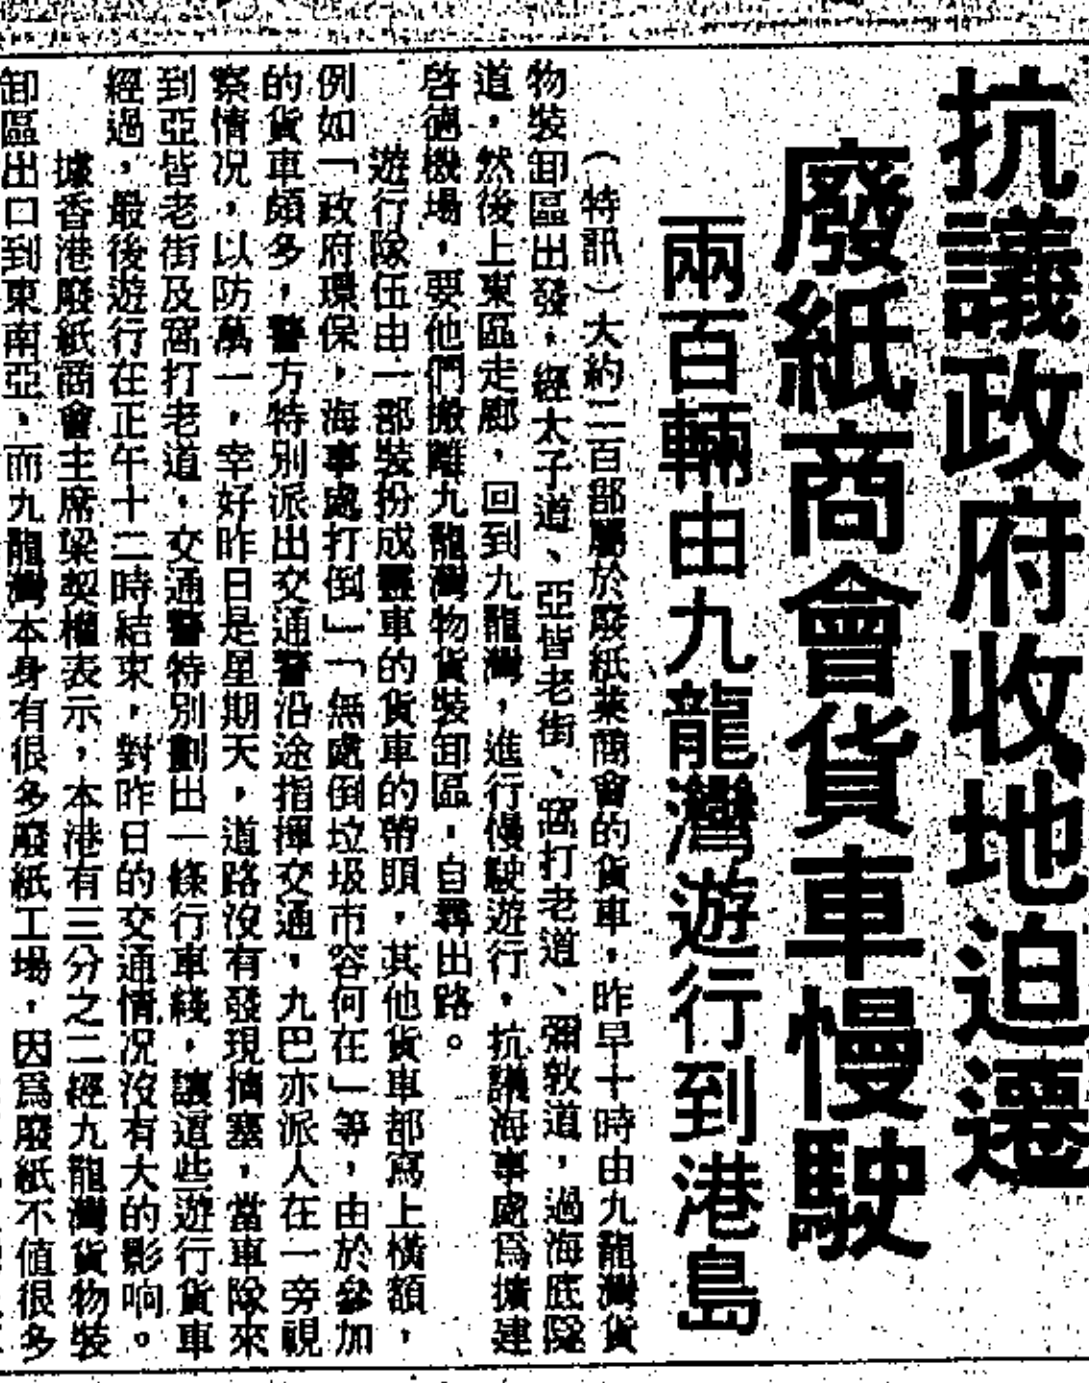 抗議政府收地迫遷
廢紙商會貨車慢駛
兩百輛由九龍灣遊行到港島
（特訊）大約二百部屬於廢紙業商會的貨車，昨早十時由九龍灣貨
物裝卸區出發，經太子道、亞皆老街、窩打老道、彌敦道，過海底隧
道，然後上東區走廊，回到九龍灣，進行慢駛遊行，抗議海事處爲擴建
啓德機場，要他們搬離九龍灣物貨裝卸區，自尋出路。
遊行隊伍由一部裝扮成靈車的貨車的帶頭，其他貨車都寫上橫額，
例如「政府環保，海事處打倒」「無處倒垃圾市容何在」等，由於參加
的貨車頗多，警方特別派出交通警沿途指揮交通，九巴亦派人在一旁視
察情况，以防萬一，幸好昨日是星期天，道路沒有發現擠塞，當車隊來
到亞皆老街及窩打老道，交通警特別劃出一條行車綫，讓這些遊行貨車
經過，最後遊行在正午十二時結束，對昨日的交通情况沒有大的影响。
據香港廢紙商會主席梁契權表示，本港有三分之二經九龍灣貨物裝
卸區出口到東南亞，而九龍灣本身有很多廢紙工場，因爲廢紙不值很多